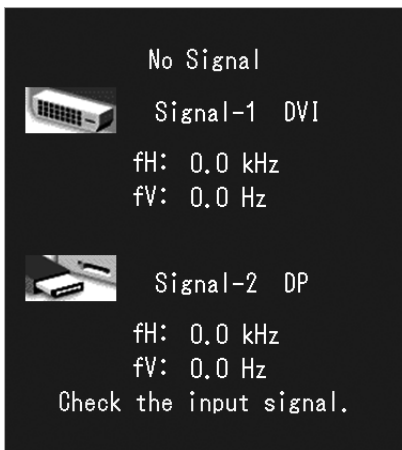 No Signal
Signal-1 DVI
fH: 0.0 kHz
fV: 0.0 Hz
Signal-2 DP
fH: 0.0 kHz
fV: 0.0 Hz
Check the input signal.